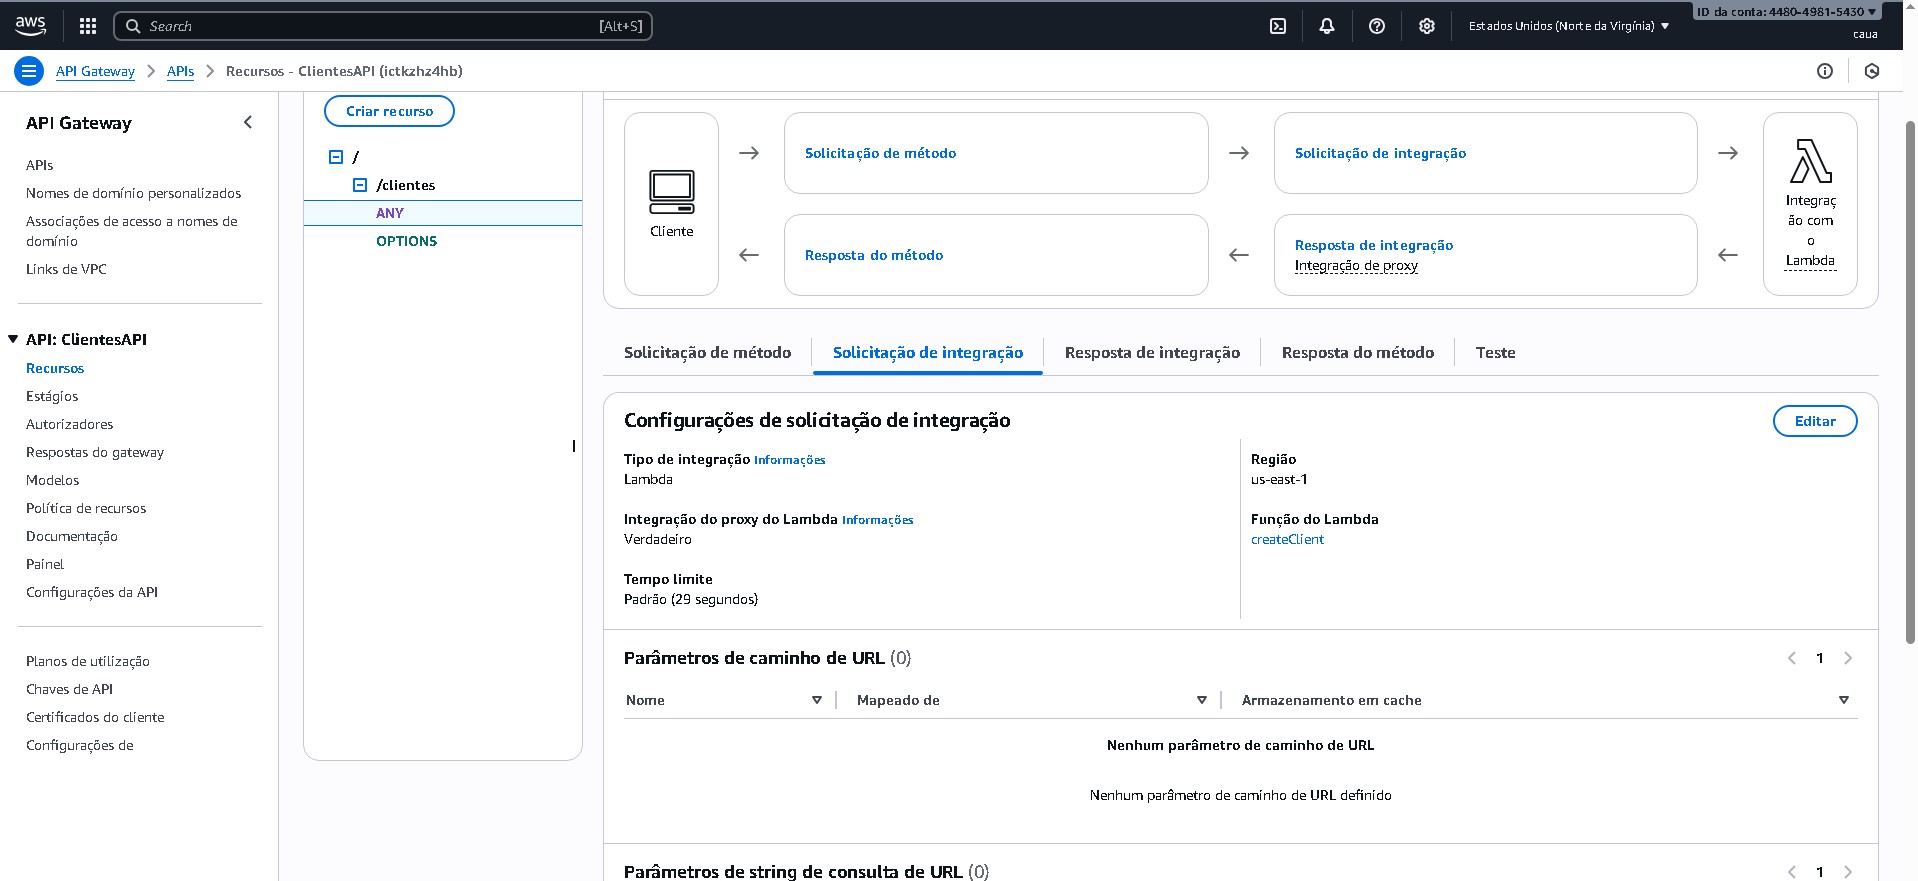 aws
Search
[Alt+S]
Estados Unidos (Norte da Virgínia)
ID da conta: 4480-4981-5430
caua
API Gateway
APIs
Recursos - ClientesAPI (ictkzhz4hb)
API Gateway
APIs
Nomes de domínio personalizados
Associações de acesso a nomes de
domínio
Links de VPC
API: ClientesAPI
Recursos
Estágios
Autorizadores
Respostas do gateway
Modelos
Política de recursos
Documentação
Painel
Configurações da API
Planos de utilização
Chaves de API
Certificados do cliente
Configurações de
Criar recurso
/
/clientes
ANY
OPTIONS
Cliente
Solicitação de método
Solicitação de integração
Integraç
ão com
o
Lambda
Resposta do método
Resposta de integração
Integração de proxy
Solicitação de método
Solicitação de integração
Resposta de integração
Resposta do método
Teste
Configurações de solicitação de integração
Editar
Tipo de integração Informações
Lambda
Região
us-east-1
Integração do proxy do Lambda Informações
Verdadeiro
Função do Lambda
createClient
Tempo limite
Padrão (29 segundos)
Parâmetros de caminho de URL (0)
1
Nome
Mapeado de
Armazenamento em cache
Nenhum parâmetro de caminho de URL
Nenhum parâmetro de caminho de URL definido
Parâmetros de string de consulta de URL (0)
1